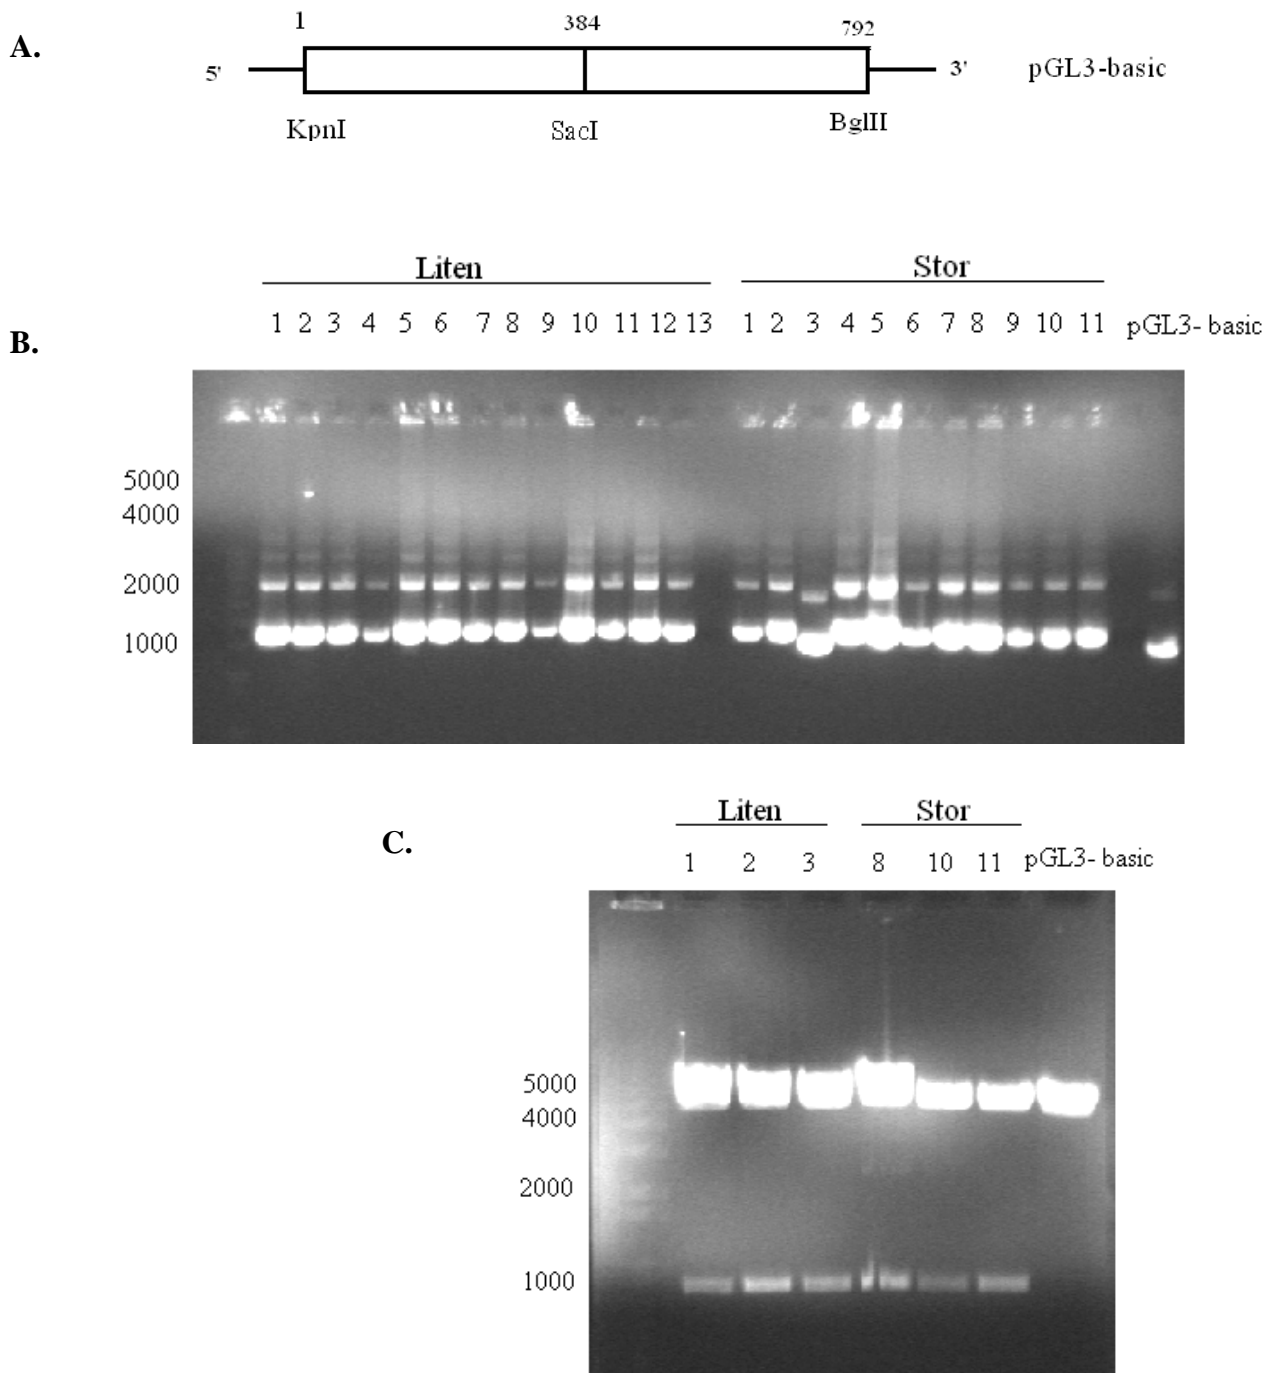 A.
1 384 792
5' 3' pGL3-basic
KpnI SacI BglII
Liten Stor
1 2 3 4 5 6 7 8 9 10 11 12 13 1 2 3 4 5 6 7 8 9 10 11 pGL3- basic
B.
5000
4000
2000
1000
Liten Stor
C.
1 2 3 8 10 11 pGL3- basic
5000
4000
2000
1000